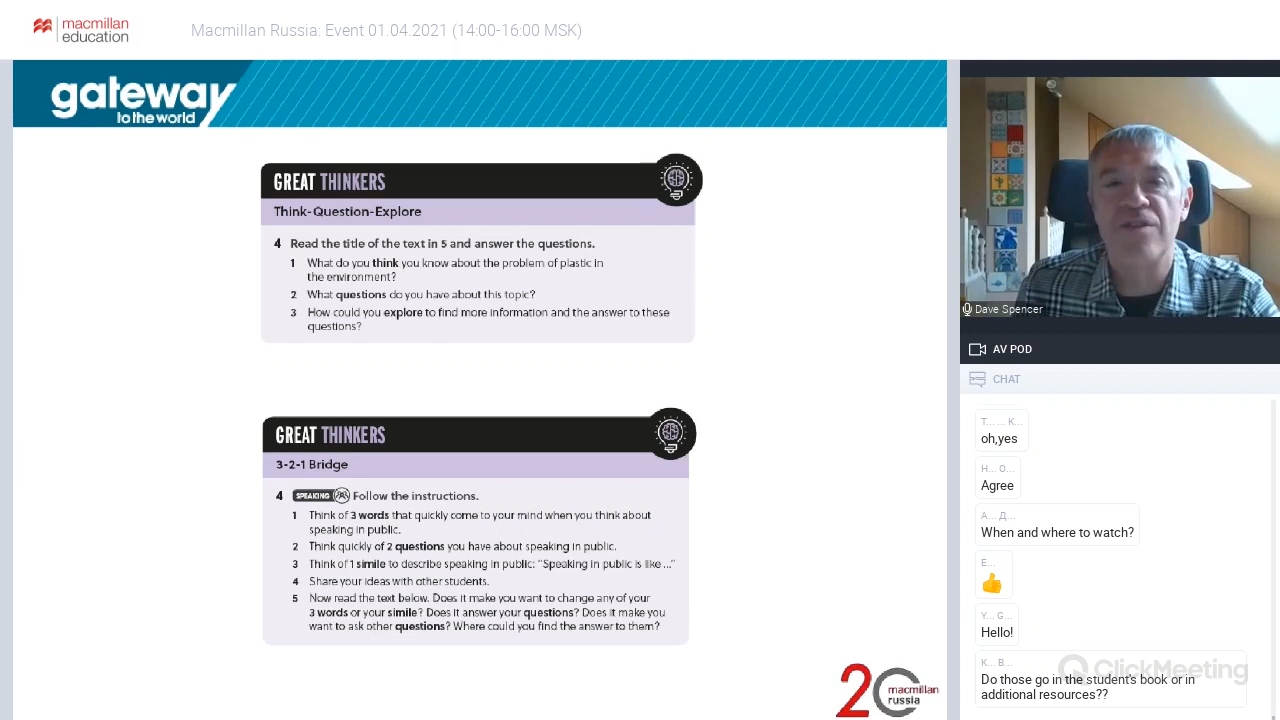 macmillan
education
Macmillan Russia: Event 01.04.2021 (14:00-16:00 MSK)
gateway
to the world
GREAT THINKERS
Think-Question-Explore
4 Read the title of the text in 5 and answer the questions.
1 What do you think you know about the problem of plastic in
the environment?
2 What questions do you have about this topic?
3 How could you explore to find more information and the answer to these
questions?
GREAT THINKERS
3-2-1 Bridge
4 SPEAKING Follow the instructions.
1 Think of 3 words that quickly come to your mind when you think about
speaking in public.
2 Think quickly of 2 questions you have about speaking in public.
3 Think of 1 simile to describe speaking in public: "Speaking in public is like ..."
4 Share your ideas with other students.
5 Now read the text below. Does it make you want to change any of your
3 words or your simile? Does it answer your questions? Does it make you
want to ask other questions? Where could you find the answer to them?
20
macmillan
russia
Dave Spencer
AV POD
CHAT
T... ... K...
oh,yes
Н... О...
Agree
А... Д...
When and where to watch?
E...
👍
Y... G...
Hello!
К... В...
Do those go in the student's book or in
additional resources??
ClickMeeting